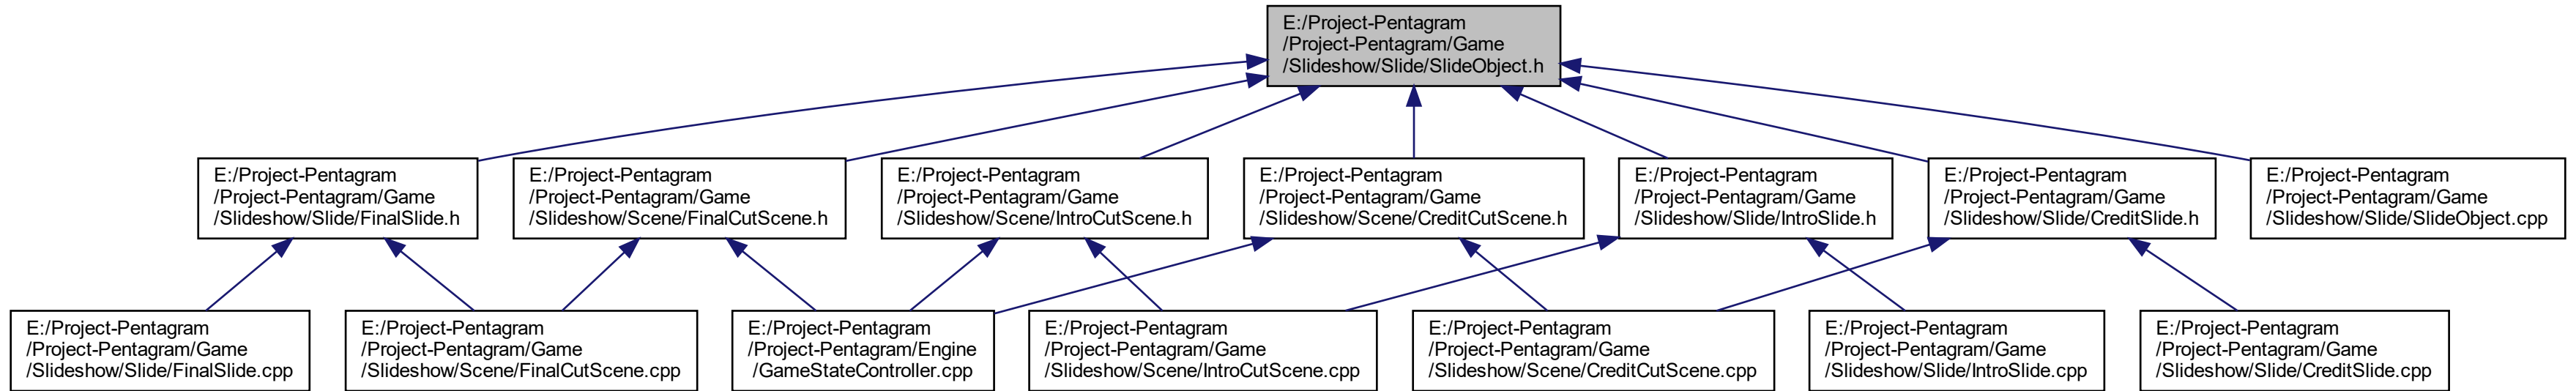 E:/Project-Pentagram
/Project-Pentagram/Game
/Slideshow/Slide/SlideObject.h
E:/Project-Pentagram
/Project-Pentagram/Game
/Slideshow/Slide/FinalSlide.h
E:/Project-Pentagram
/Project-Pentagram/Game
/Slideshow/Scene/FinalCutScene.h
E:/Project-Pentagram
/Project-Pentagram/Game
/Slideshow/Scene/IntroCutScene.h
E:/Project-Pentagram
/Project-Pentagram/Game
/Slideshow/Scene/CreditCutScene.h
E:/Project-Pentagram
/Project-Pentagram/Game
/Slideshow/Slide/IntroSlide.h
E:/Project-Pentagram
/Project-Pentagram/Game
/Slideshow/Slide/CreditSlide.h
E:/Project-Pentagram
/Project-Pentagram/Game
/Slideshow/Slide/SlideObject.cpp
E:/Project-Pentagram
/Project-Pentagram/Game
/Slideshow/Slide/FinalSlide.cpp
E:/Project-Pentagram
/Project-Pentagram/Game
/Slideshow/Scene/FinalCutScene.cpp
E:/Project-Pentagram
/Project-Pentagram/Engine
/GameStateController.cpp
E:/Project-Pentagram
/Project-Pentagram/Game
/Slideshow/Scene/IntroCutScene.cpp
E:/Project-Pentagram
/Project-Pentagram/Game
/Slideshow/Scene/CreditCutScene.cpp
E:/Project-Pentagram
/Project-Pentagram/Game
/Slideshow/Slide/IntroSlide.cpp
E:/Project-Pentagram
/Project-Pentagram/Game
/Slideshow/Slide/CreditSlide.cpp